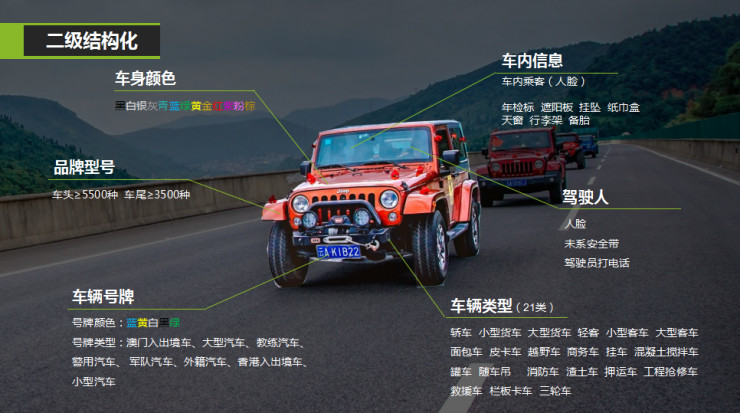 二级结构化
车身颜色
黑白银灰青蓝绿黄金红紫粉棕
车内信息
车内乘客（人脸）
年检标 遮阳板 挂坠 纸巾盒
天窗 行李架 备胎
品牌型号
车头≥5500种 车尾≥3500种
驾驶人
人脸
未系安全带
驾驶员打电话
Jeep
云A K1B22
车辆号牌
号牌颜色：蓝黄白黑绿
号牌类型：澳门入出境车、大型汽车、教练汽车、
警用汽车、 军队汽车、外籍汽车、香港入出境车、
小型汽车
车辆类型（21类）
轿车 小型货车 大型货车 轻客 小型客车 大型客车
面包车 皮卡车 越野车 商务车 挂车 混凝土搅拌车
罐车 随车吊 消防车 渣土车 押运车 工程抢修车
救援车 栏板卡车 三轮车